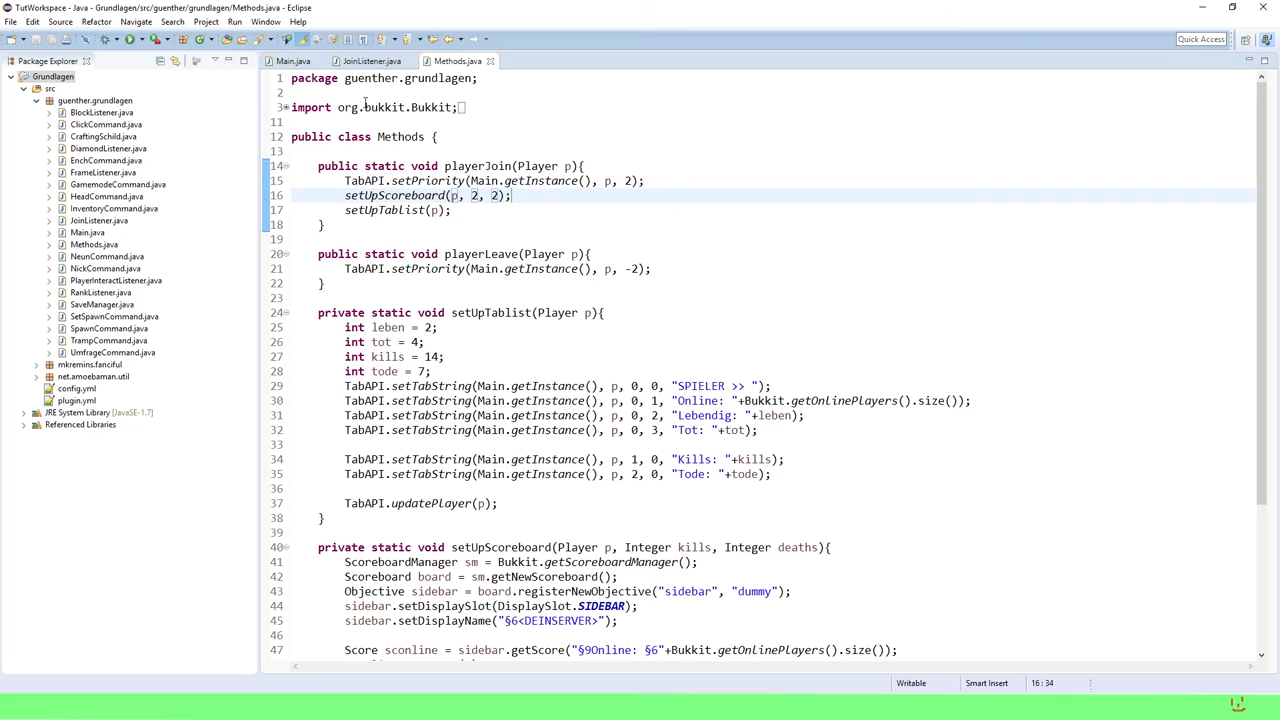 TutWorkspace - Java - Grundlagen/src/guenther/grundlagen/Methods.java - Eclipse
File Edit Source Refactor Navigate Search Project Run Window Help
Quick Access
Package Explorer
Grundlagen
src
guenther.grundlagen
BlockListener.java
ClickCommand.java
CraftingSchild.java
DiamondListener.java
EnchCommand.java
FrameListener.java
GamemodeCommand.java
HeadCommand.java
InventoryCommand.java
JoinListener.java
Main.java
Methods.java
NeunCommand.java
NickCommand.java
PlayerInteractListener.java
RankListener.java
SaveManager.java
SetSpawnCommand.java
SpawnCommand.java
TrampCommand.java
UmfrageCommand.java
mkremins.fanciful
net.amoebaman.util
config.yml
plugin.yml
JRE System Library [JavaSE-1.7]
Referenced Libraries
Main.java JoinListener.java Methods.java
1 package guenther.grundlagen;
2
3 import org.bukkit.Bukkit;
11
12 public class Methods {
13
14 public static void playerJoin(Player p){
15 TabAPI.setPriority(Main.getInstance(), p, 2);
16 setUpScoreboard(p, 2, 2);
17 setUpTablist(p);
18 }
19
20 public static void playerLeave(Player p){
21 TabAPI.setPriority(Main.getInstance(), p, -2);
22 }
23
24 private static void setUpTablist(Player p){
25 int leben = 2;
26 int tot = 4;
27 int kills = 14;
28 int tode = 7;
29 TabAPI.setTabString(Main.getInstance(), p, 0, 0, "SPIELER >> ");
30 TabAPI.setTabString(Main.getInstance(), p, 0, 1, "Online: "+Bukkit.getOnlinePlayers().size());
31 TabAPI.setTabString(Main.getInstance(), p, 0, 2, "Lebendig: "+leben);
32 TabAPI.setTabString(Main.getInstance(), p, 0, 3, "Tot: "+tot);
33
34 TabAPI.setTabString(Main.getInstance(), p, 1, 0, "Kills: "+kills);
35 TabAPI.setTabString(Main.getInstance(), p, 2, 0, "Tode: "+tode);
36
37 TabAPI.updatePlayer(p);
38 }
39
40 private static void setUpScoreboard(Player p, Integer kills, Integer deaths){
41 ScoreboardManager sm = Bukkit.getScoreboardManager();
42 Scoreboard board = sm.getNewScoreboard();
43 Objective sidebar = board.registerNewObjective("sidebar", "dummy");
44 sidebar.setDisplaySlot(DisplaySlot.SIDEBAR);
45 sidebar.setDisplayName("§6<DEINSERVER>");
46
47 Score sconline = sidebar.getScore("§9Online: §6"+Bukkit.getOnlinePlayers().size());
Writable Smart Insert 16 : 34